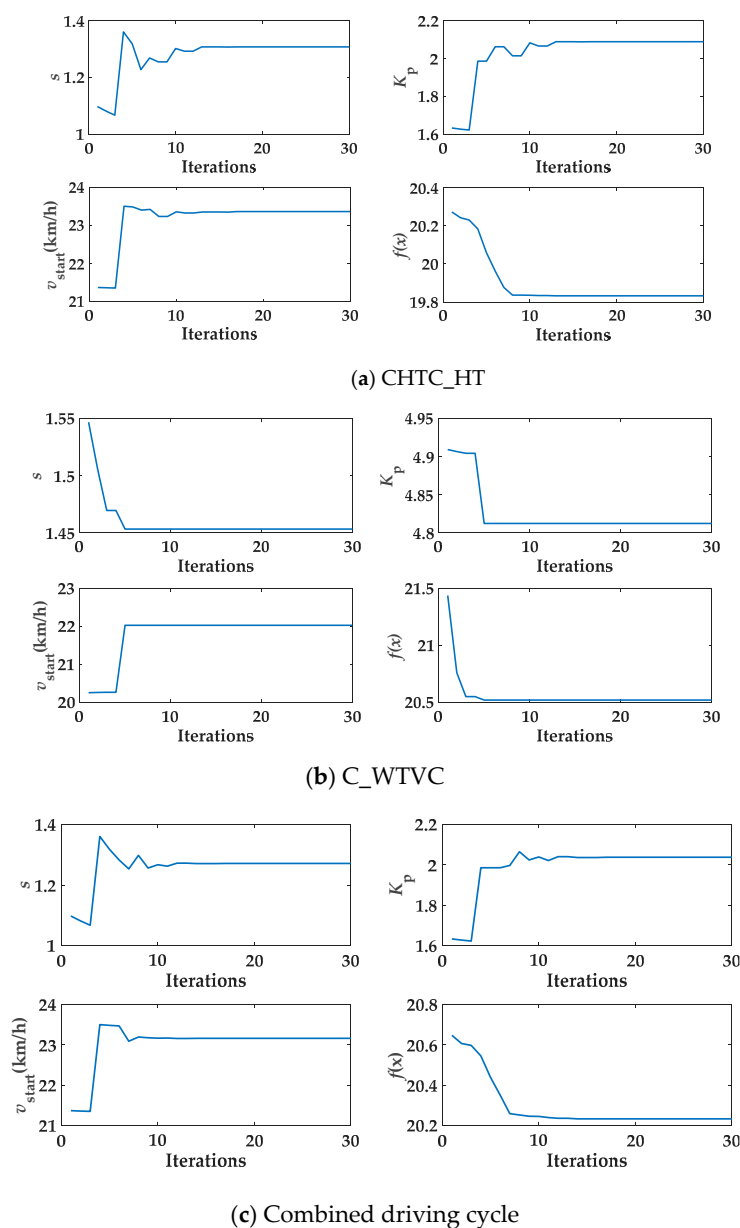 1.4
1.2
1
s
0 10 20 30
Iterations
2.2
2
1.8
1.6
K_p
0 10 20 30
Iterations
24
23
22
21
v_start(km/h)
0 10 20 30
Iterations
20.4
20.2
20
19.8
f(x)
0 10 20 30
Iterations
(a) CHTC_HT
1.55
1.5
1.45
s
0 10 20 30
Iterations
4.95
4.9
4.85
4.8
K_p
0 10 20 30
Iterations
23
22
21
20
v_start(km/h)
0 10 20 30
Iterations
21.5
21
20.5
f(x)
0 10 20 30
Iterations
(b) C_WTVC
1.4
1.2
1
s
0 10 20 30
Iterations
2.2
2
1.8
1.6
K_p
0 10 20 30
Iterations
24
23
22
21
v_start(km/h)
0 10 20 30
Iterations
20.8
20.6
20.4
20.2
f(x)
0 10 20 30
Iterations
(c) Combined driving cycle